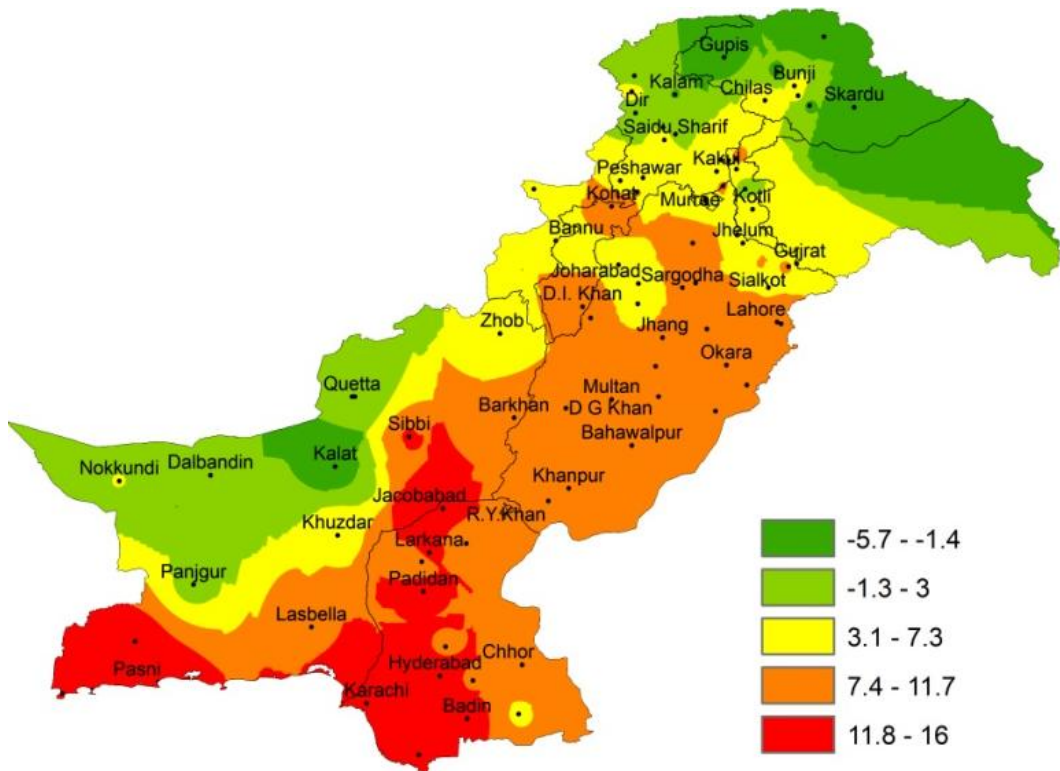 Gupis
Bunji
Kalam
Chilas
Skardu
Dir
Saidu Sharif
Kakul
Peshawar
Kohat
Murree
Kotli
Bannu
Jhelum
Gujrat
Joharabad
Sargodha
Sialkot
D.I. Khan
Lahore
Zhob
Jhang
Okara
Quetta
Multan
Barkhan
D G Khan
Sibbi
Bahawalpur
Kalat
Nokkundi
Dalbandin
Khanpur
Jacobabad
R.Y.Khan
Khuzdar
Larkana
Panjgur
Padidan
Lasbella
Chhor
Pasni
Hyderabad
Karachi
Badin
-5.7 - -1.4
-1.3 - 3
3.1 - 7.3
7.4 - 11.7
11.8 - 16